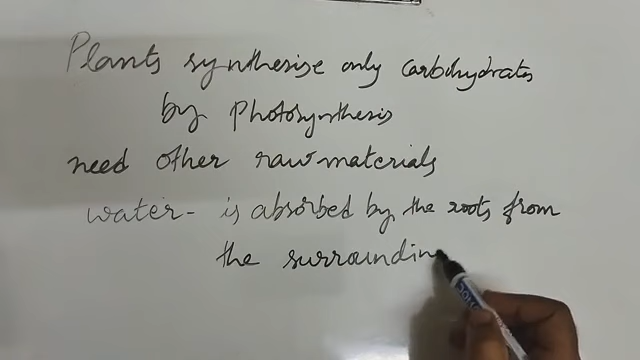 Plants synthesise only carbohydrates
by Photosynthesis
need other raw materials
water - is absorbed by the roots from
the surroundin